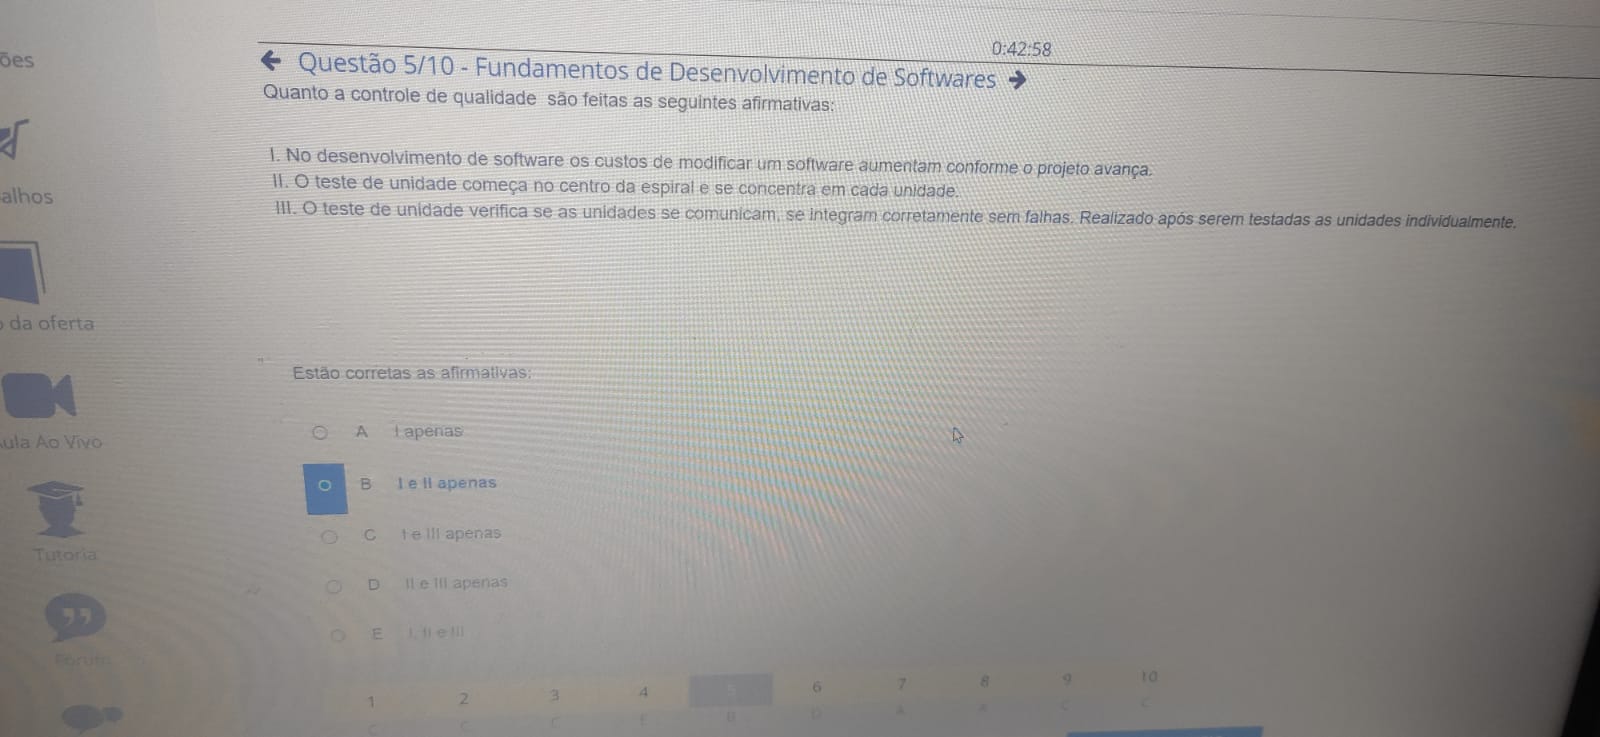 0:42:58
ões
Questão 5/10 - Fundamentos de Desenvolvimento de Softwares
Quanto a controle de qualidade são feitas as seguintes afirmativas:
I. No desenvolvimento de software os custos de modificar um software aumentam conforme o projeto avança.
II. O teste de unidade começa no centro da espiral e se concentra em cada unidade.
III. O teste de unidade verifica se as unidades se comunicam, se integram corretamente sem falhas. Realizado após serem testadas as unidades individualmente.
alhos
da oferta
Estão corretas as afirmativas:
A I apenas
B I e II apenas
C I e III apenas
D II e III apenas
E I, II e III
ula Ao Vivo
Tutoria
Fórum
1 2 3 4 5 6 7 8 9 10
C C C E B D A A C C